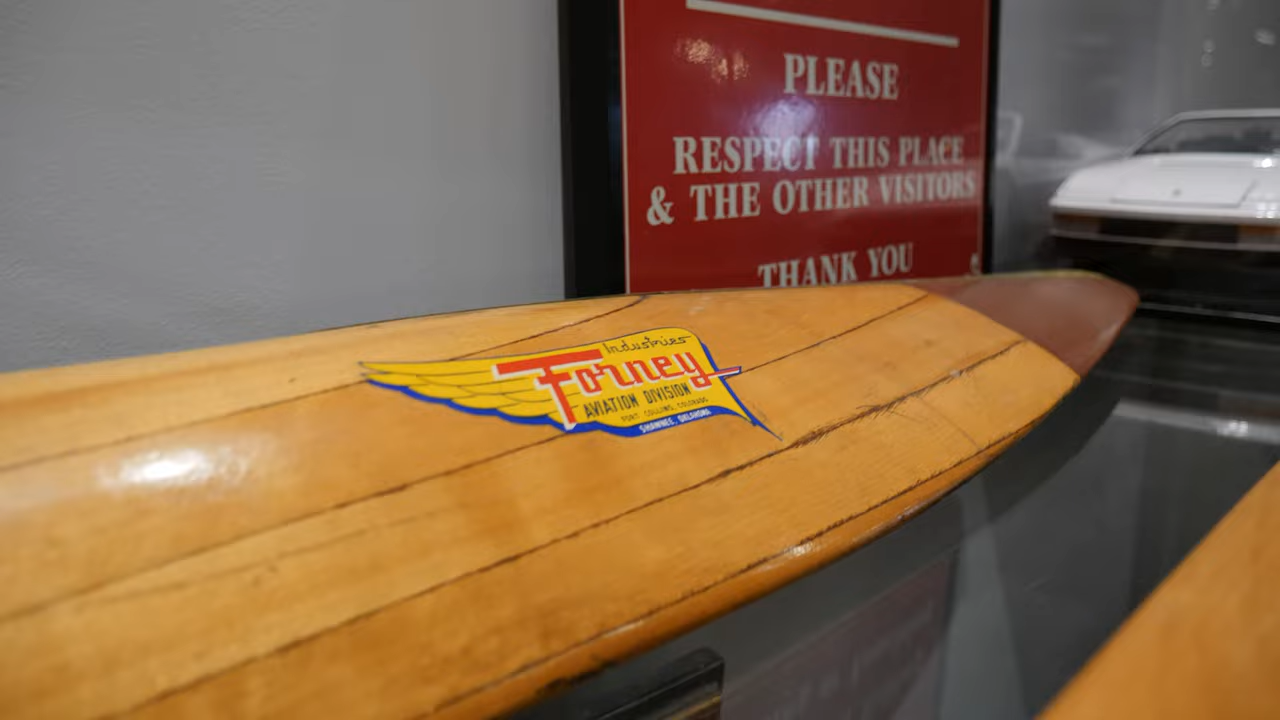 PLEASE
RESPECT THIS PLACE
& THE OTHER VISITORS
THANK YOU
Industries
Forney
AVIATION DIVISION
FORT COLLINS, COLORADO
SHAWNEE, OKLAHOMA